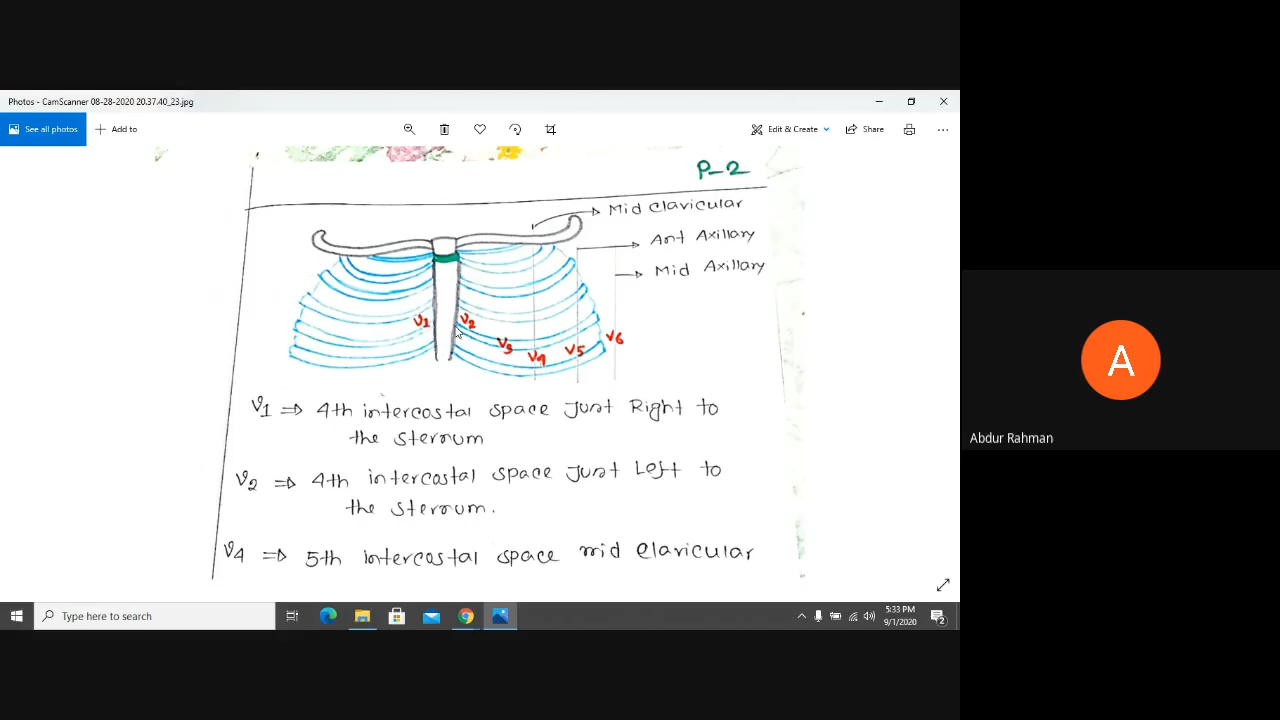 Photos - CamScanner 08-28-2020 20.37.40_23.jpg
See all photos
Add to
Edit & Create
Share
P-2
Mid Clavicular
Ant Axillary
Mid Axillary
V1 V2
V3 V4 V5 V6
V1 ⇒ 4th intercostal space Just Right to
the sternum
V2 ⇒ 4th intercostal space Just Left to
the sternum.
V4 ⇒ 5th intercostal space mid clavicular
A
Abdur Rahman
Type here to search
5:33 PM
9/1/2020
2